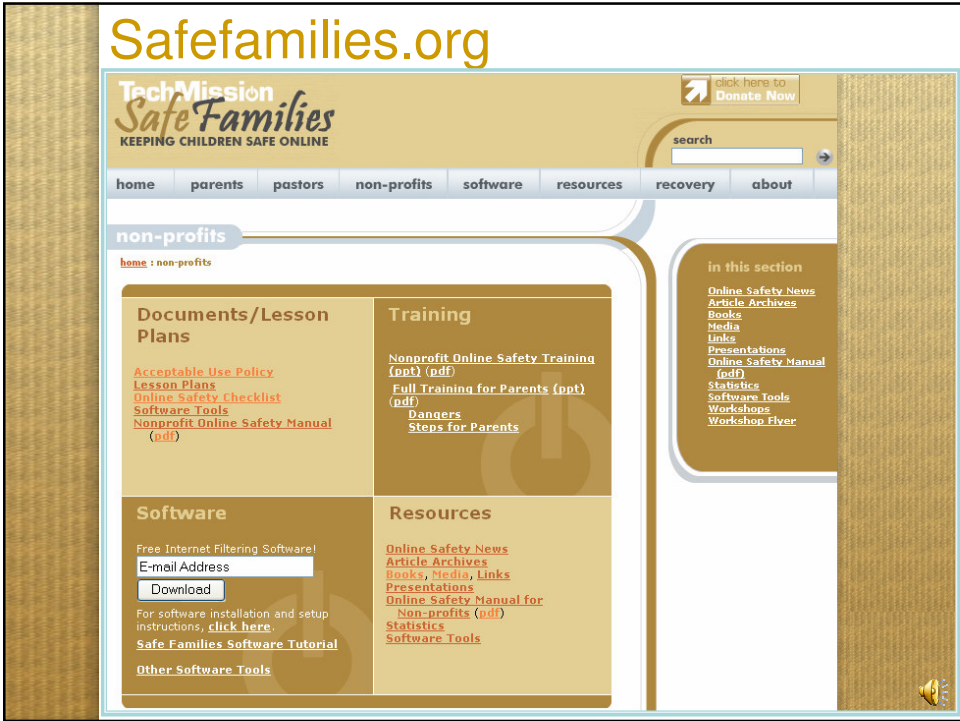 Safefamilies.org
TechMission
Safe Families
KEEPING CHILDREN SAFE ONLINE
click here to
Donate Now
search
home parents pastors non-profits software resources recovery about
non-profits
home : non-profits
in this section
Online Safety News
Article Archives
Books
Media
Links
Presentations
Online Safety Manual
(pdf)
Statistics
Software Tools
Workshops
Workshop Flyer
Documents/Lesson
Plans
Acceptable Use Policy
Lesson Plans
Online Safety Checklist
Software Tools
Nonprofit Online Safety Manual
(pdf)
Training
Nonprofit Online Safety Training
(ppt) (pdf)
Full Training for Parents (ppt)
(pdf)
Dangers
Steps for Parents
Software
Free Internet Filtering Software!
E-mail Address
Download
For software installation and setup
instructions, click here.
Safe Families Software Tutorial
Other Software Tools
Resources
Online Safety News
Article Archives
Books, Media, Links
Presentations
Online Safety Manual for
Non-profits (pdf)
Statistics
Software Tools